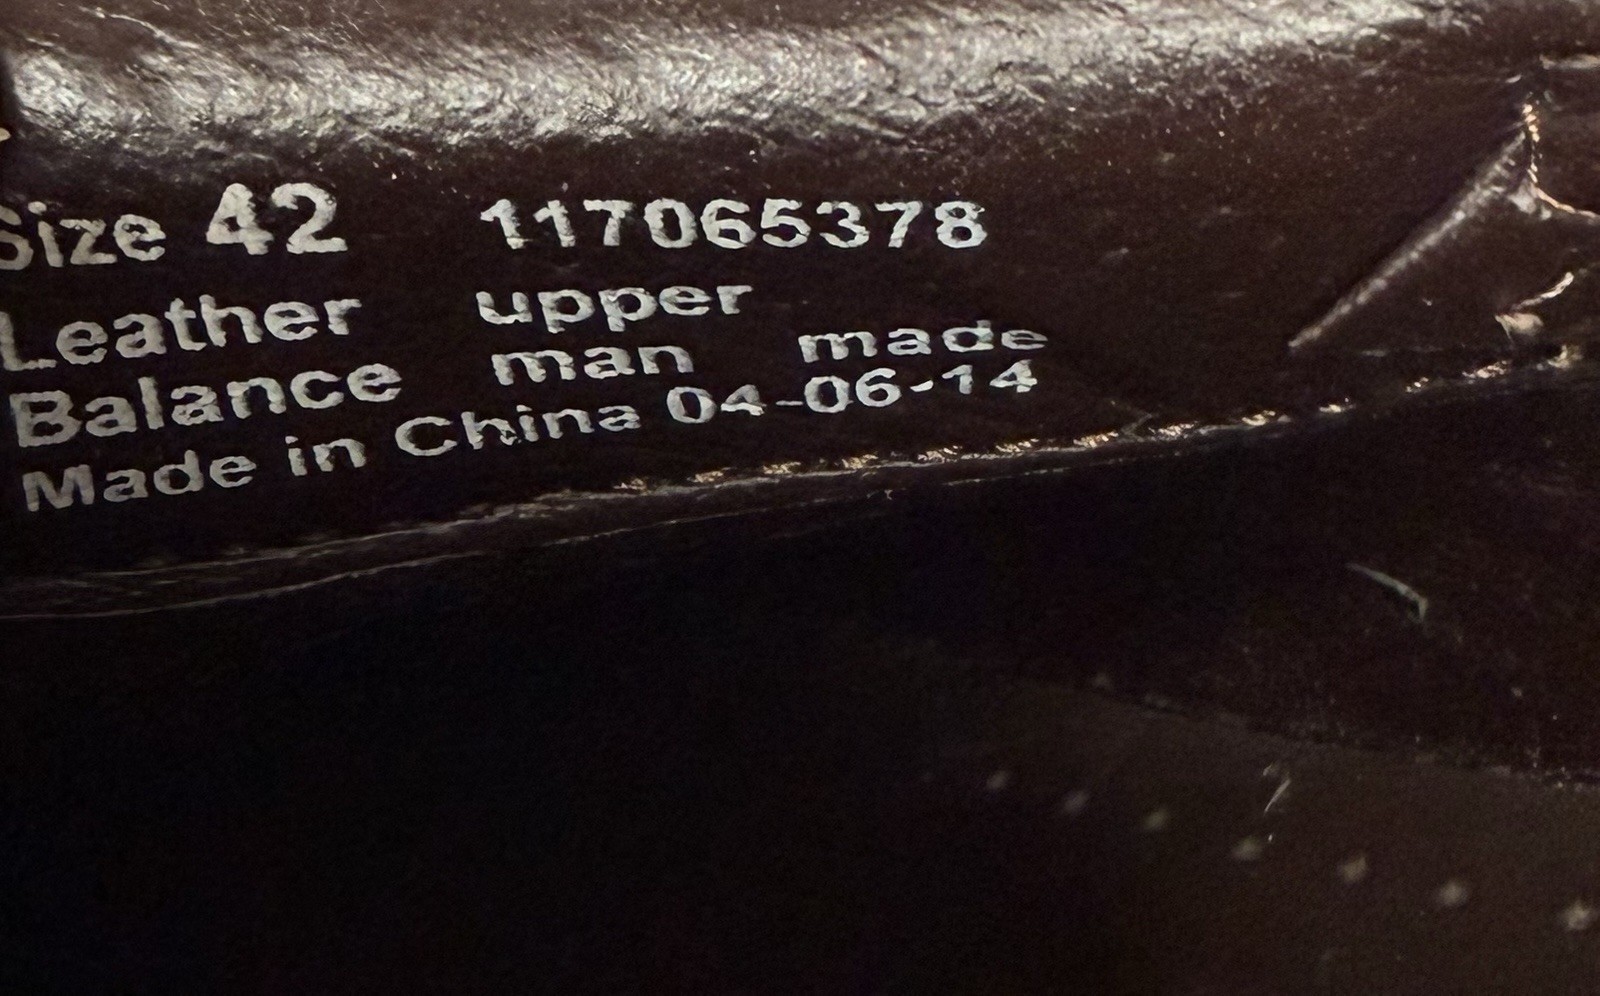 Size 42 117065378
Leather upper
Balance man made
Made in China 04-06-14